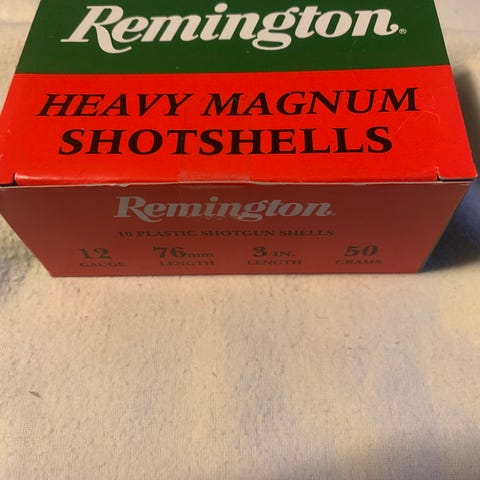 Remington®
HEAVY MAGNUM
SHOTSHELLS
Remington
10 PLASTIC SHOTGUN SHELLS
12 76mm 3 IN. 50
GAUGE LENGTH LENGTH GRAMS